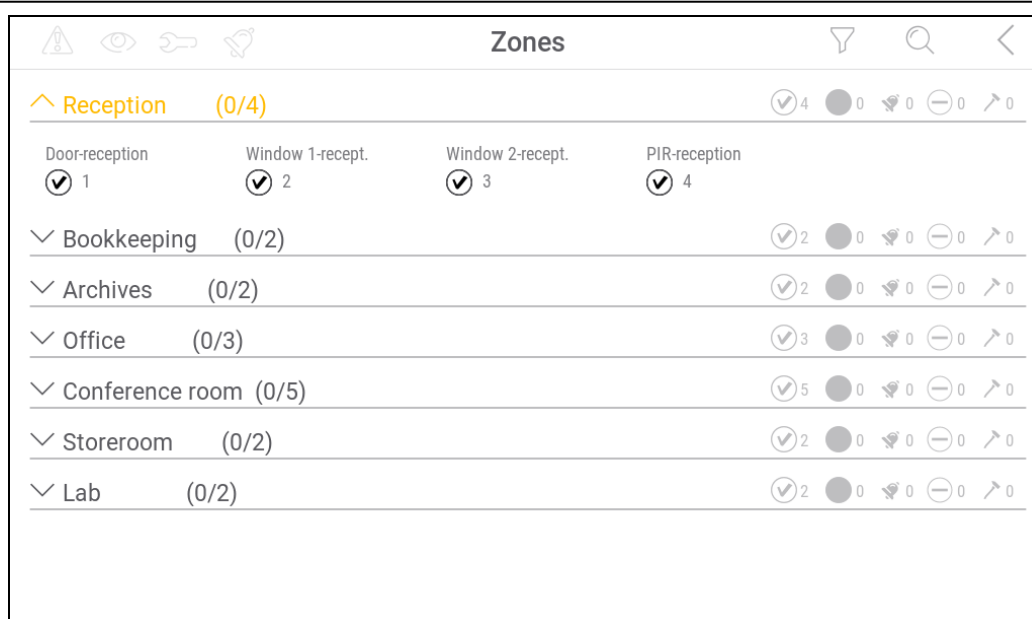 Zones
Reception (0/4) 4 0 0 0 0
Door-reception Window 1-recept. Window 2-recept. PIR-reception
1 2 3 4
Bookkeeping (0/2) 2 0 0 0 0
Archives (0/2) 2 0 0 0 0
Office (0/3) 3 0 0 0 0
Conference room (0/5) 5 0 0 0 0
Storeroom (0/2) 2 0 0 0 0
Lab (0/2) 2 0 0 0 0